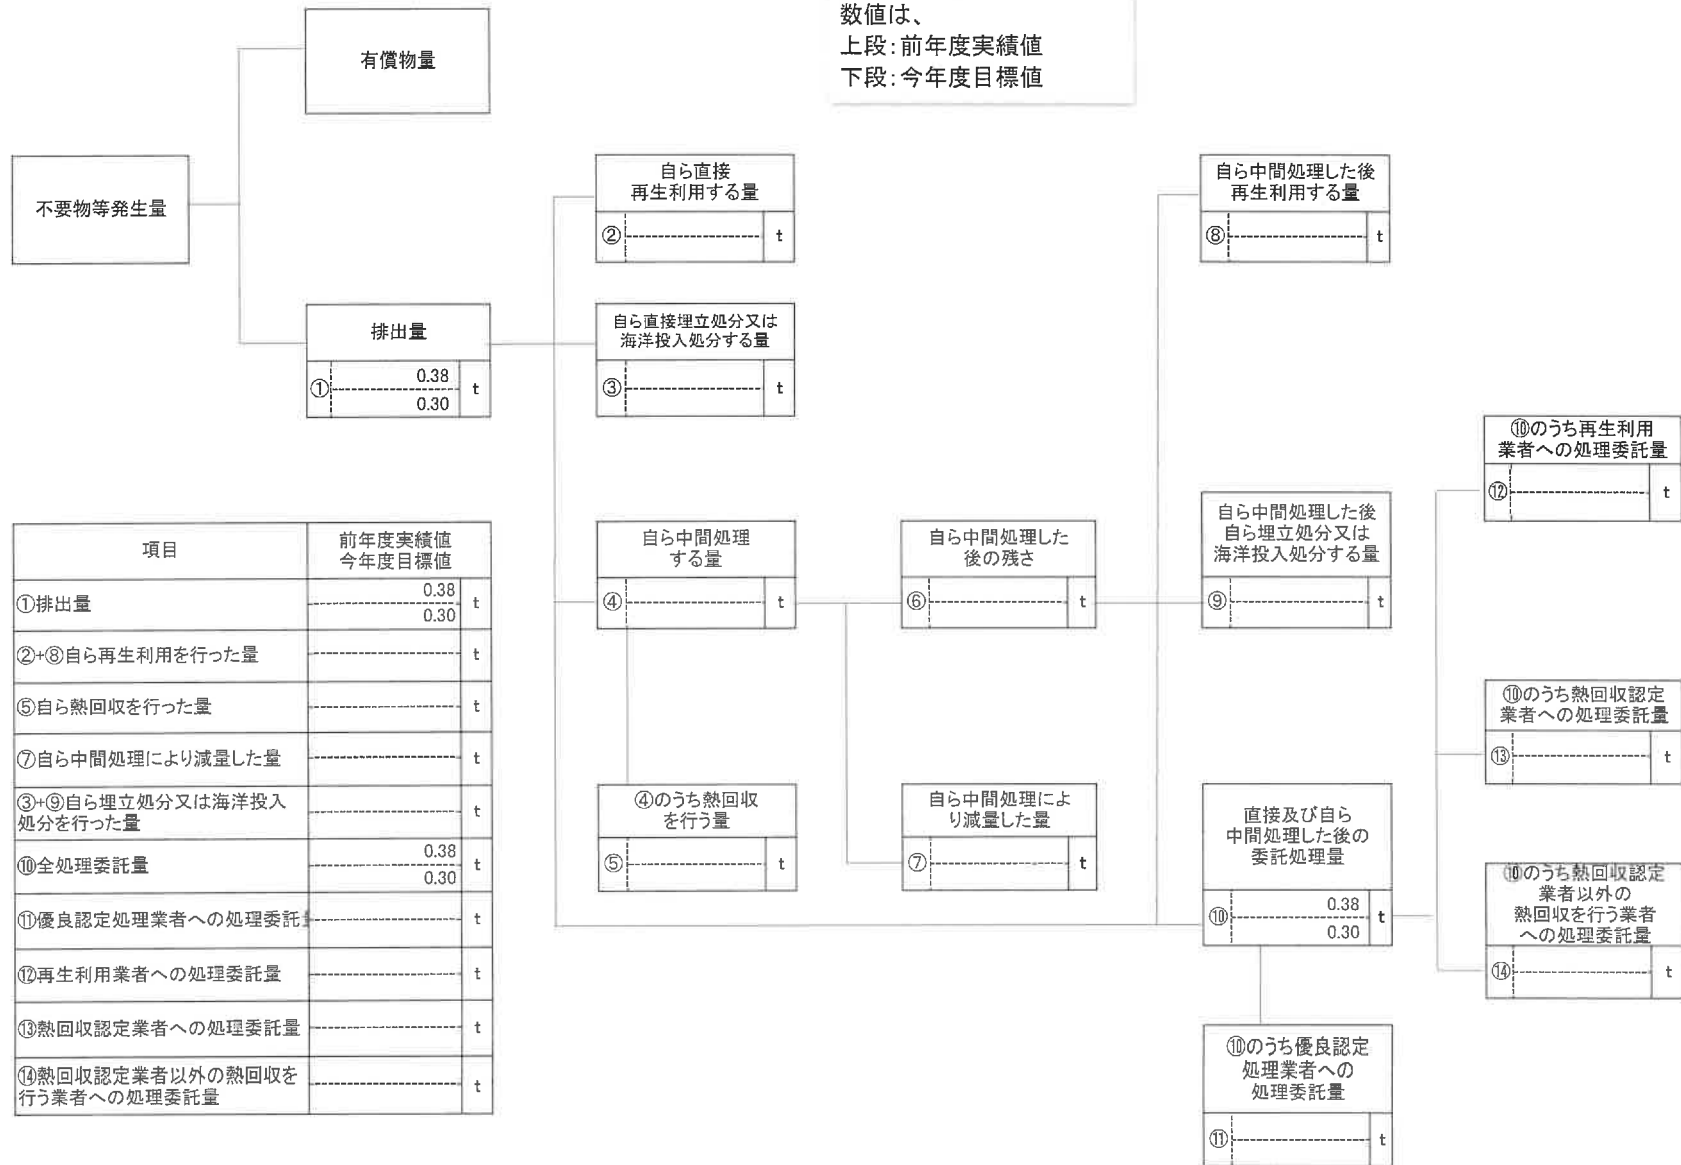 数値は、
上段：前年度実績値
下段：今年度目標値
有償物量
不要物等発生量
排出量
① 0.38 t
0.30
自ら直接
再生利用する量
② t
自ら直接埋立処分又は
海洋投入処分する量
③ t
自ら中間処理
する量
④ t
④のうち熱回収
を行う量
⑤ t
自ら中間処理した
後の残さ
⑥ t
自ら中間処理によ
り減量した量
⑦ t
自ら中間処理した後
再生利用する量
⑧ t
自ら中間処理した後
自ら埋立処分又は
海洋投入処分する量
⑨ t
直接及び自ら
中間処理した後の
委託処理量
⑩ 0.38 t
0.30
⑩のうち優良認定
処理業者への
処理委託量
⑪ t
⑩のうち再生利用
業者への処理委託量
⑫ t
⑩のうち熱回収認定
業者への処理委託量
⑬ t
⑩のうち熱回収認定
業者以外の
熱回収を行う業者
への処理委託量
⑭ t
項目 前年度実績値
今年度目標値
①排出量 0.38 t
0.30
②+⑧自ら再生利用を行った量 t
⑤自ら熱回収を行った量 t
⑦自ら中間処理により減量した量 t
③+⑨自ら埋立処分又は海洋投入
処分を行った量 t
⑩全処理委託量 0.38 t
0.30
⑪優良認定処理業者への処理委託 t
⑫再生利用業者への処理委託量 t
⑬熱回収認定業者への処理委託量 t
⑭熱回収認定業者以外の熱回収を
行う業者への処理委託量 t